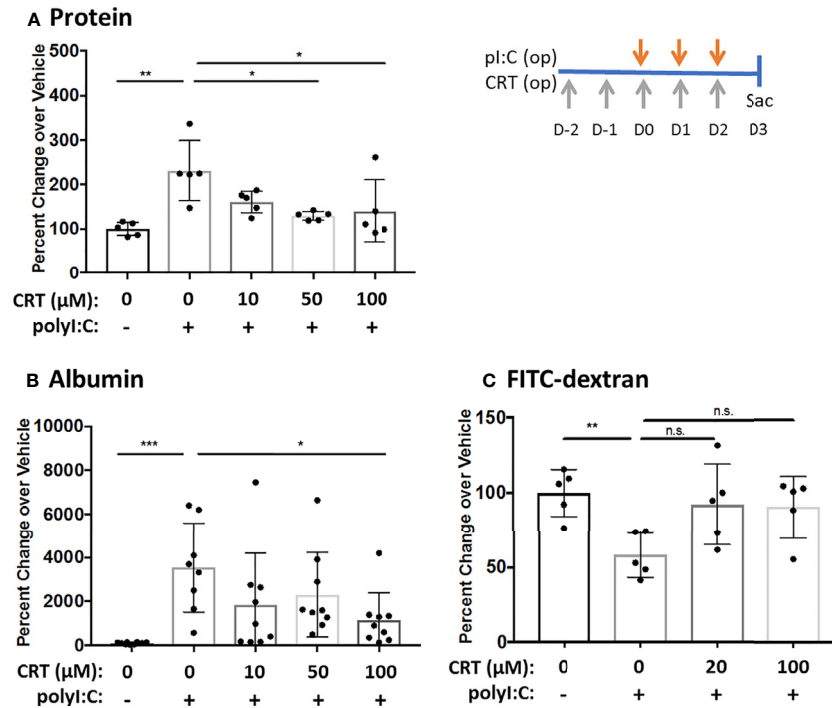 A Protein
Percent Change over Vehicle
500
400
300
200
100
0
**
*
*
CRT (µM): 0 0 10 50 100
polyI:C: - + + + +
pI:C (op)
CRT (op)
Sac
D-2 D-1 D0 D1 D2 D3
B Albumin
Percent Change over Vehicle
10000
8000
6000
4000
2000
0
***
*
CRT (µM): 0 0 10 50 100
polyI:C: - + + + +
C FITC-dextran
Percent Change over Vehicle
150
100
50
0
**
n.s.
n.s.
CRT (µM): 0 0 20 100
polyI:C: - + + +